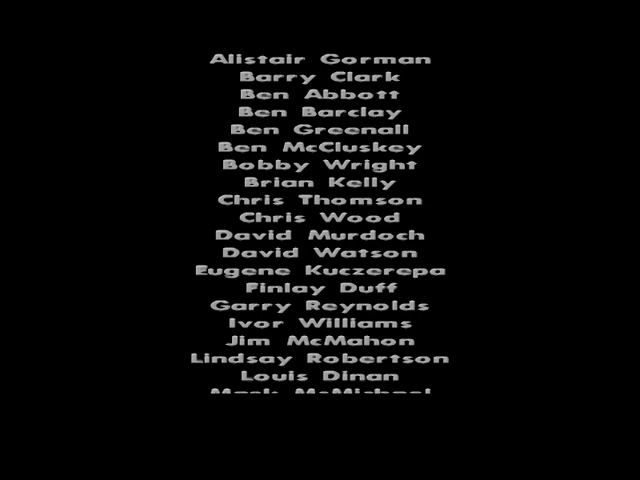 Alistair Gorman
Barry Clark
Ben Abbott
Ben Barclay
Ben Greenall
Ben McCluskey
Bobby Wright
Brian Kelly
Chris Thomson
Chris Wood
David Murdoch
David Watson
Eugene Kuczerepa
Finlay Duff
Garry Reynolds
Ivor Williams
Jim McMahon
Lindsay Robertson
Louis Dinan
Mark McMichael